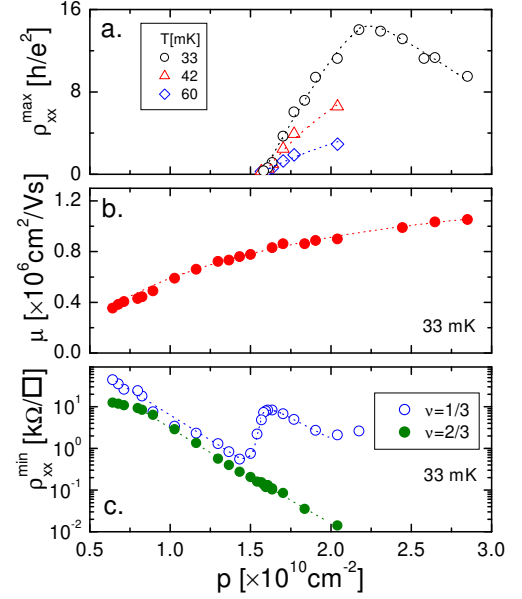 a.
T[mK]
33
42
60
16
12
8
4
0
ρxx^max [h/e²]
b.
1.2
0.8
0.4
0.0
μ [×10⁶cm²/Vs]
33 mK
c.
10¹
10⁰
10⁻¹
10⁻²
ρxx^min [kΩ/□]
ν=1/3
ν=2/3
33 mK
0.5 1.0 1.5 2.0 2.5 3.0
p [×10¹⁰cm⁻²]